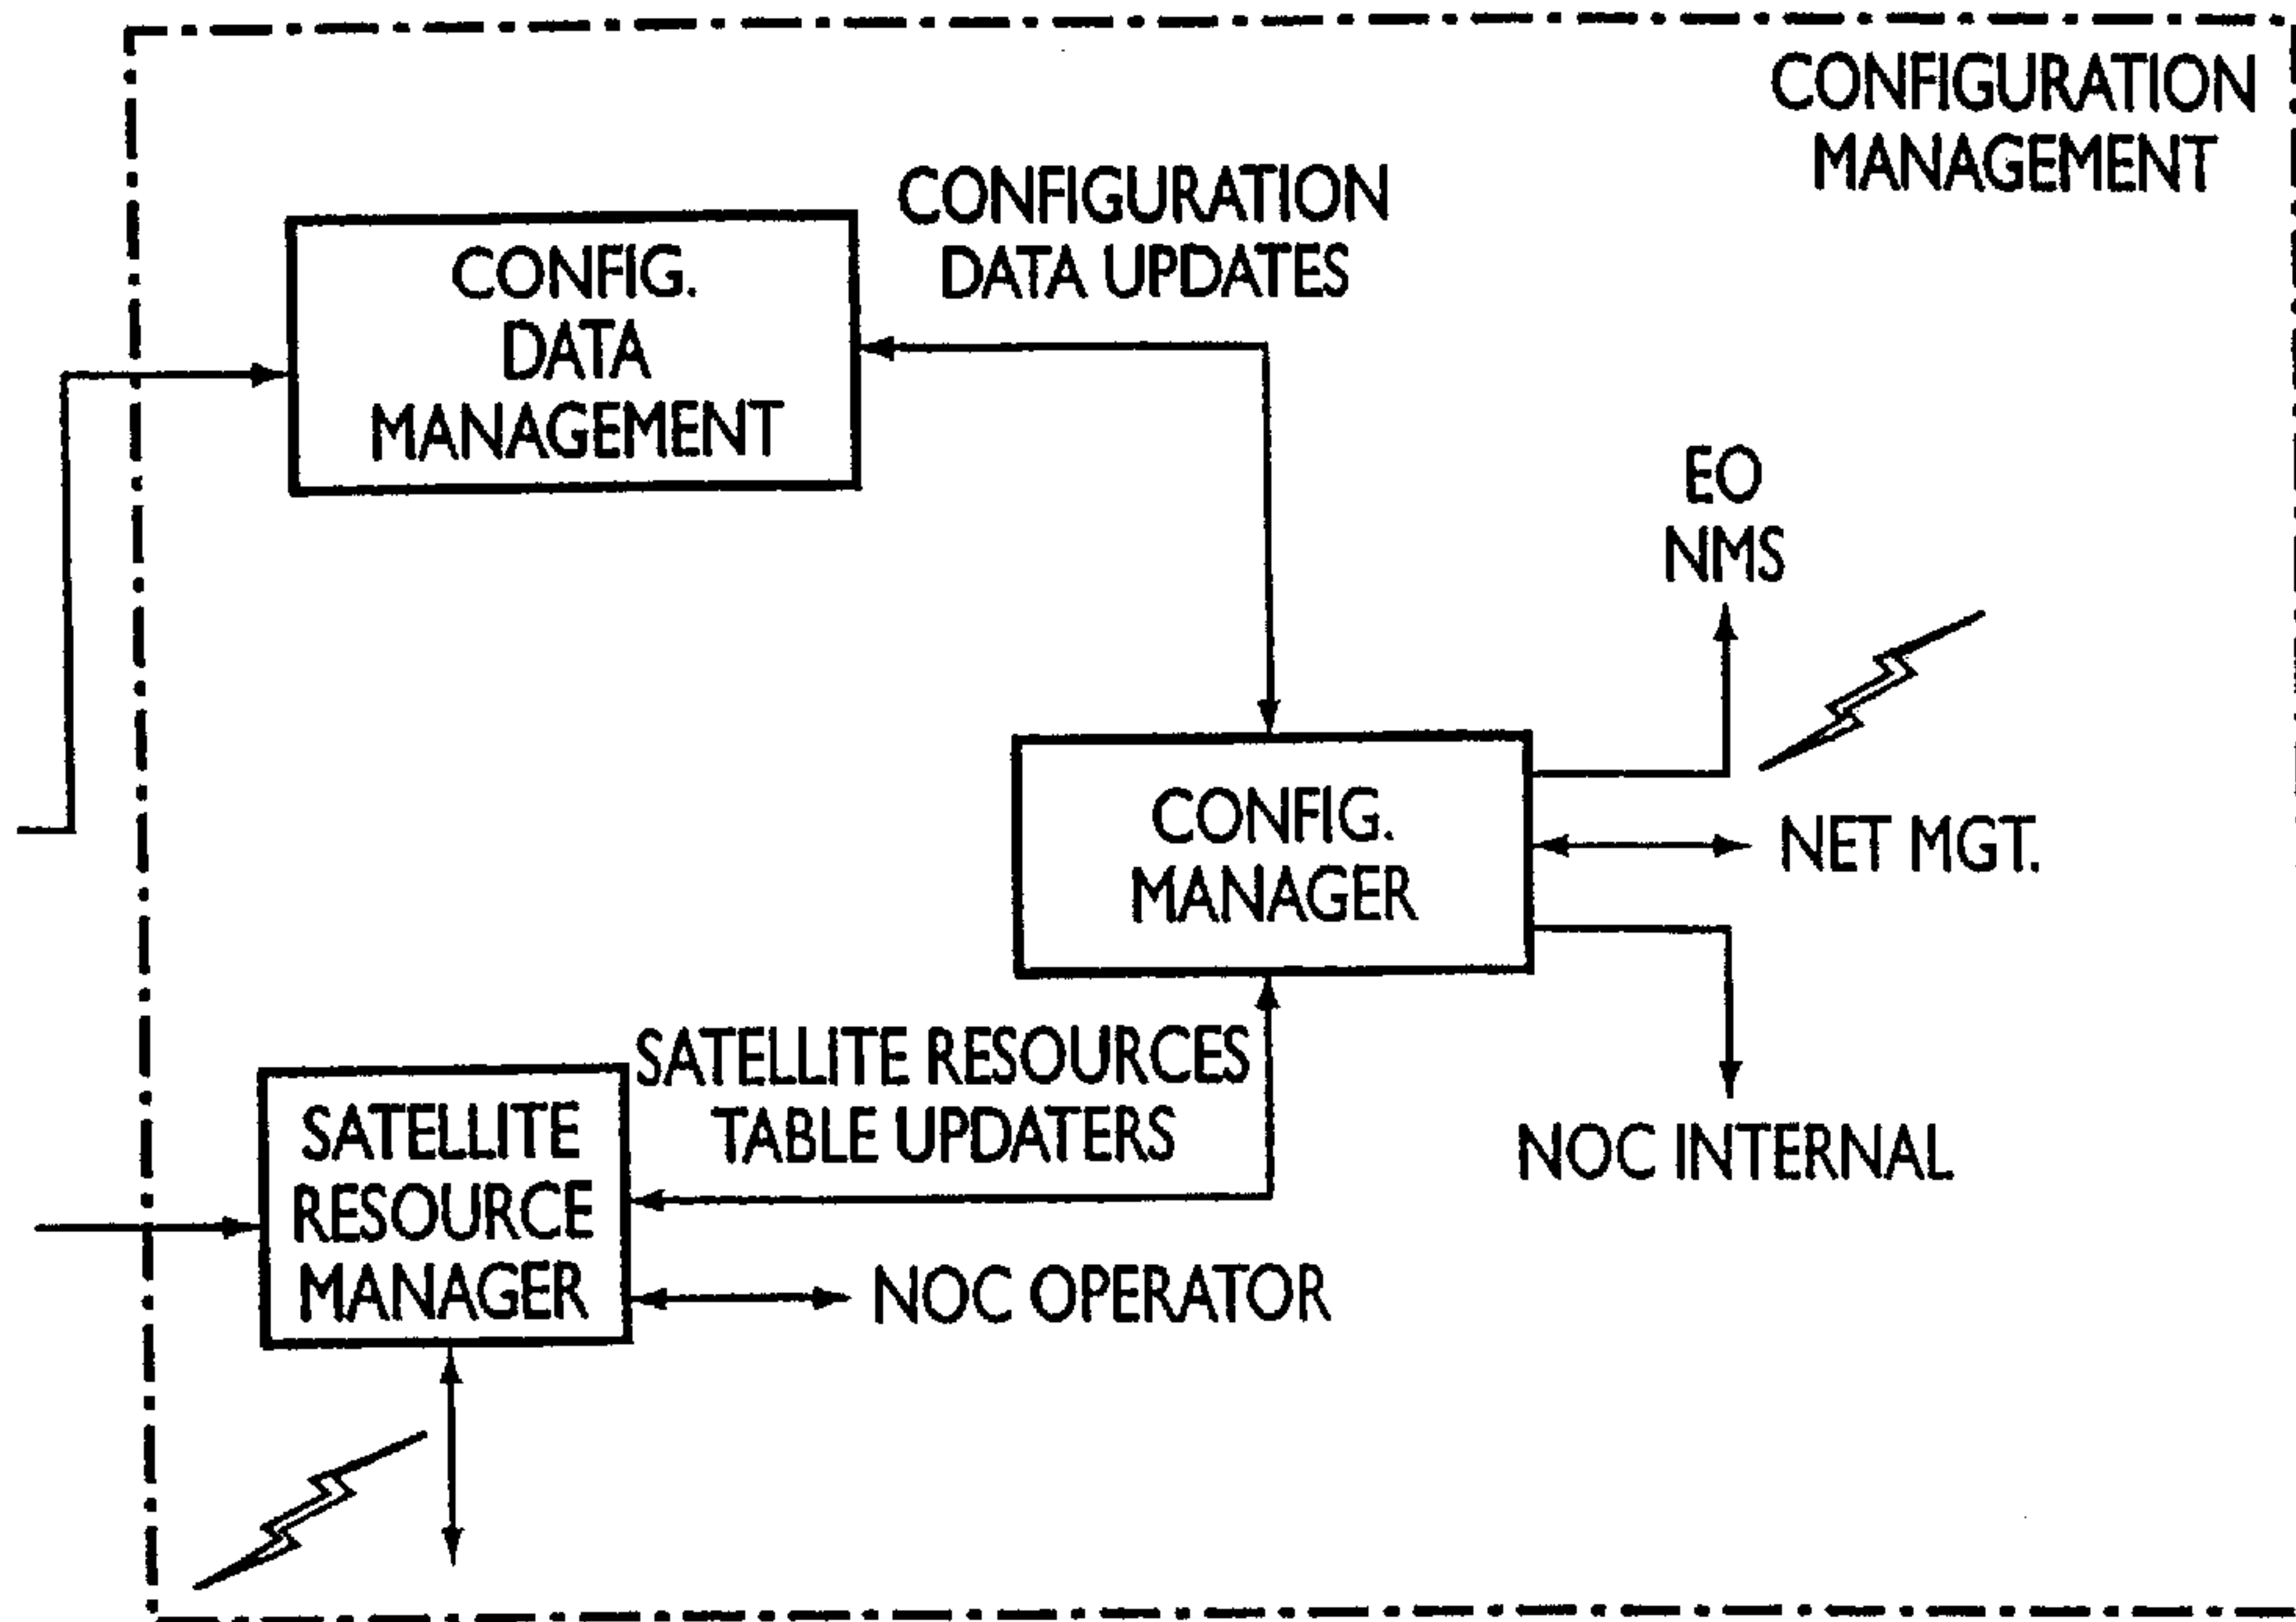 CONFIGURATION
MANAGEMENT
CONFIGURATION
DATA UPDATES
CONFIG.
DATA
MANAGEMENT
EO
NMS
CONFIG.
MANAGER
NET MGT.
SATELLITE RESOURCES
TABLE UPDATERS
SATELLITE
RESOURCE
MANAGER
NOC INTERNAL
NOC OPERATOR